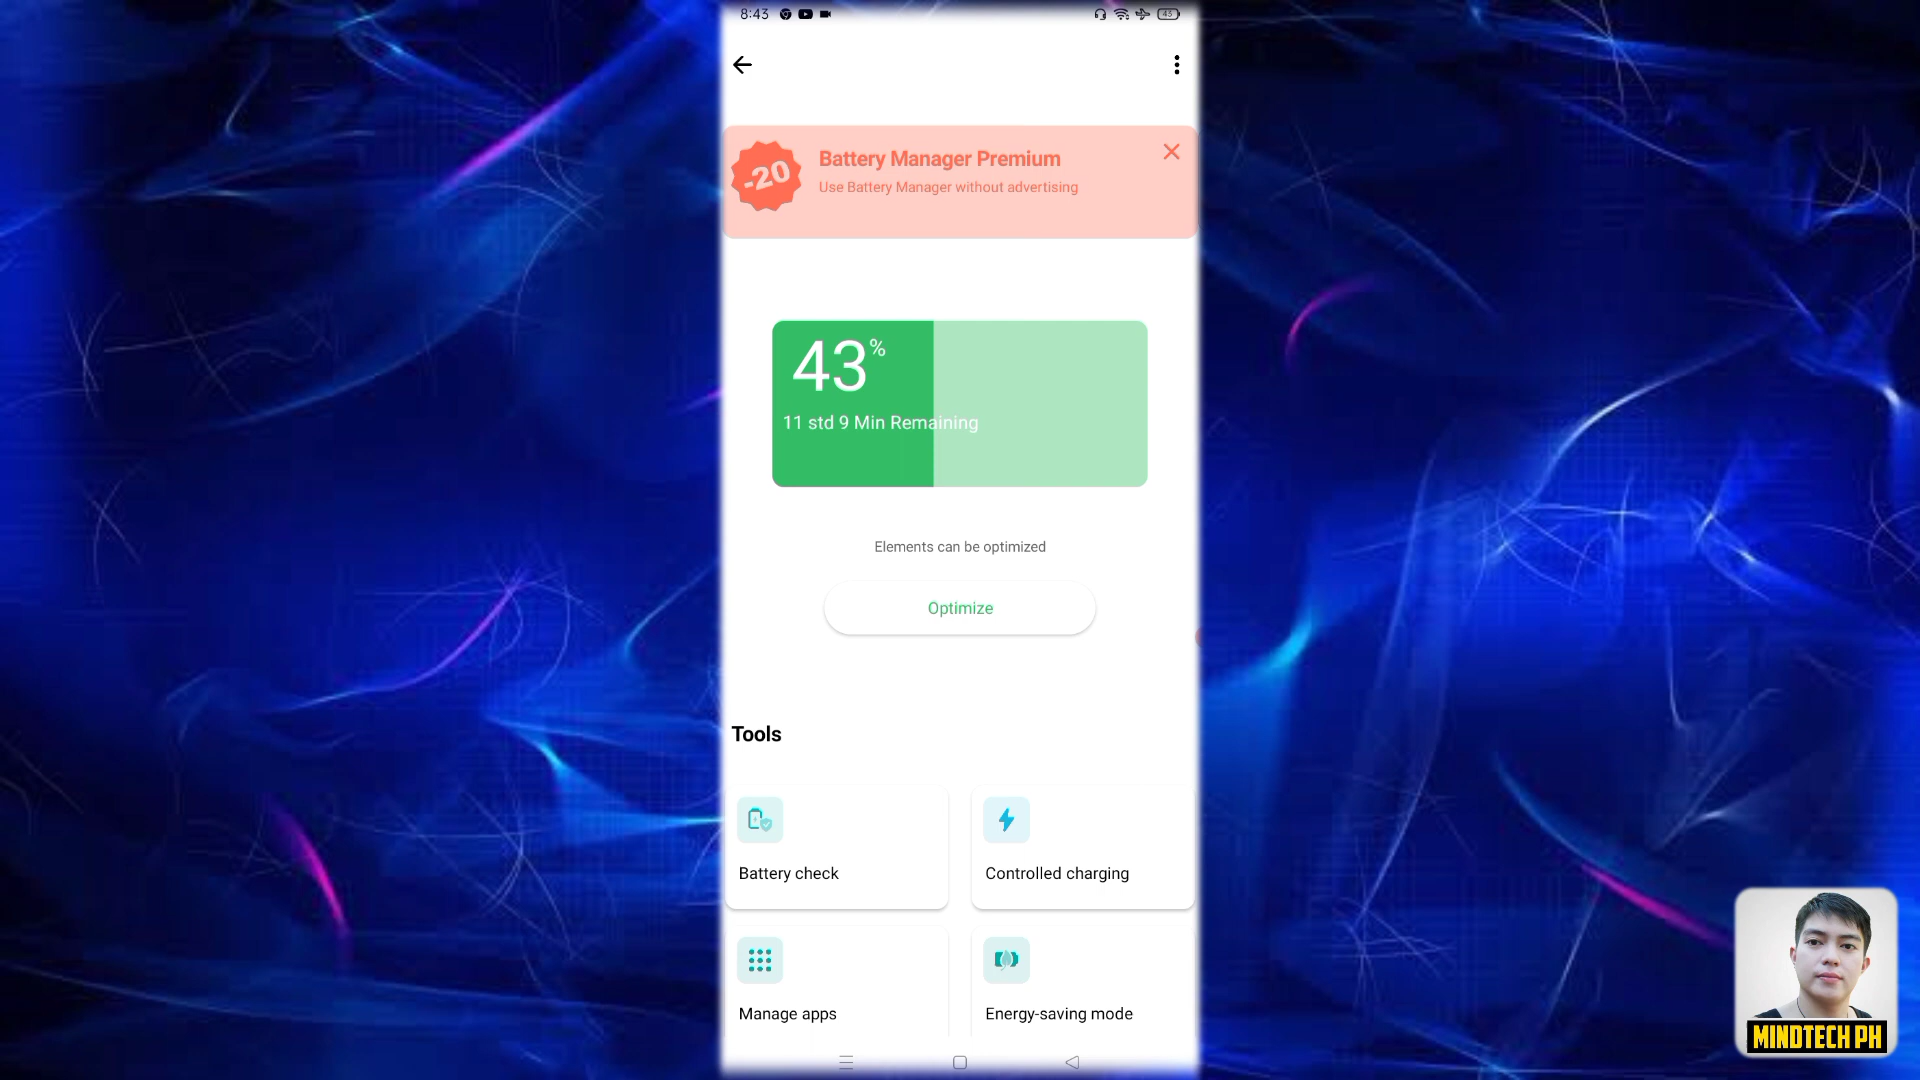 8:43
43
-20
Battery Manager Premium
Use Battery Manager without advertising
43%
11 std 9 Min Remaining
Elements can be optimized
Optimize
Tools
Battery check
Controlled charging
Manage apps
Energy-saving mode
MINDTECH PH